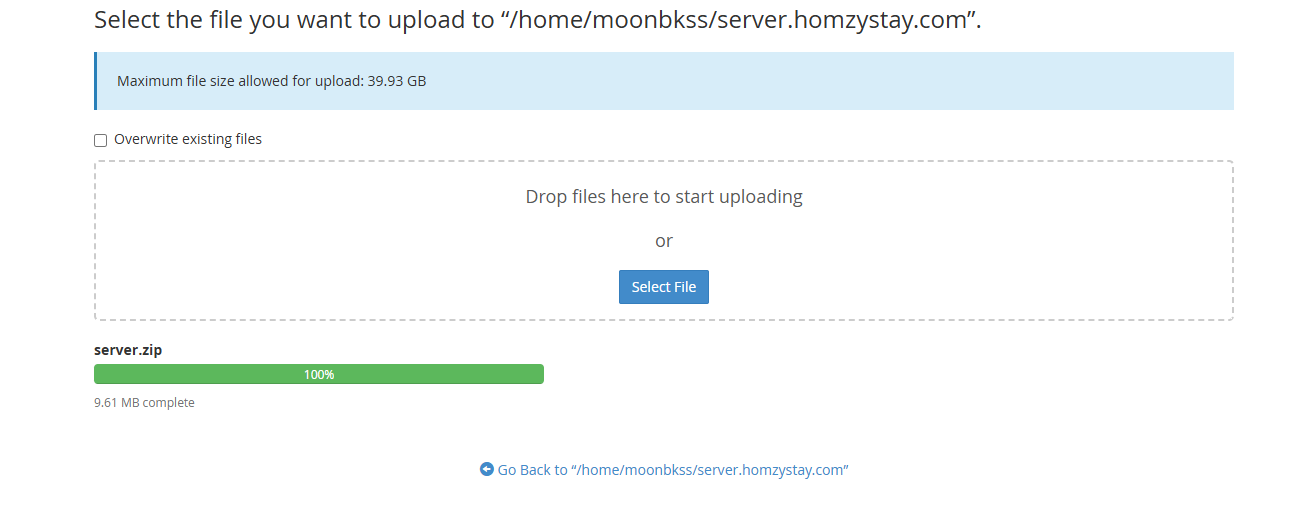 Select the file you want to upload to “/home/moonbkss/server.homzystay.com”.
Maximum file size allowed for upload: 39.93 GB
Overwrite existing files
Drop files here to start uploading
or
Select File
server.zip
100%
9.61 MB complete
Go Back to “/home/moonbkss/server.homzystay.com”